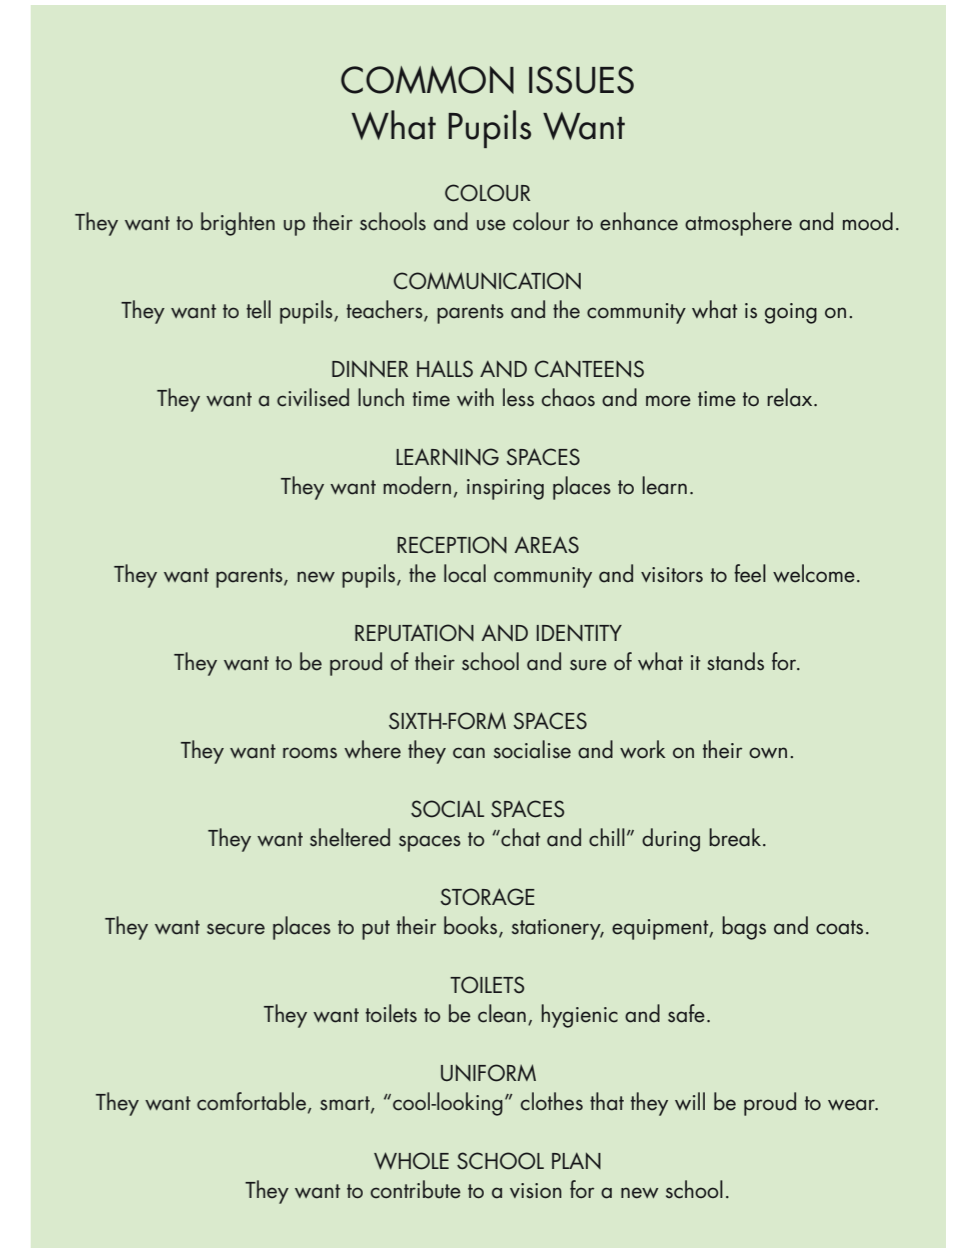 COMMON ISSUES
What Pupils Want
COLOUR
They want to brighten up their schools and use colour to enhance atmosphere and mood.
COMMUNICATION
They want to tell pupils, teachers, parents and the community what is going on.
DINNER HALLS AND CANTEENS
They want a civilised lunch time with less chaos and more time to relax.
LEARNING SPACES
They want modern, inspiring places to learn.
RECEPTION AREAS
They want parents, new pupils, the local community and visitors to feel welcome.
REPUTATION AND IDENTITY
They want to be proud of their school and sure of what it stands for.
SIXTH-FORM SPACES
They want rooms where they can socialise and work on their own.
SOCIAL SPACES
They want sheltered spaces to “chat and chill” during break.
STORAGE
They want secure places to put their books, stationery, equipment, bags and coats.
TOILETS
They want toilets to be clean, hygienic and safe.
UNIFORM
They want comfortable, smart, “cool-looking” clothes that they will be proud to wear.
WHOLE SCHOOL PLAN
They want to contribute to a vision for a new school.